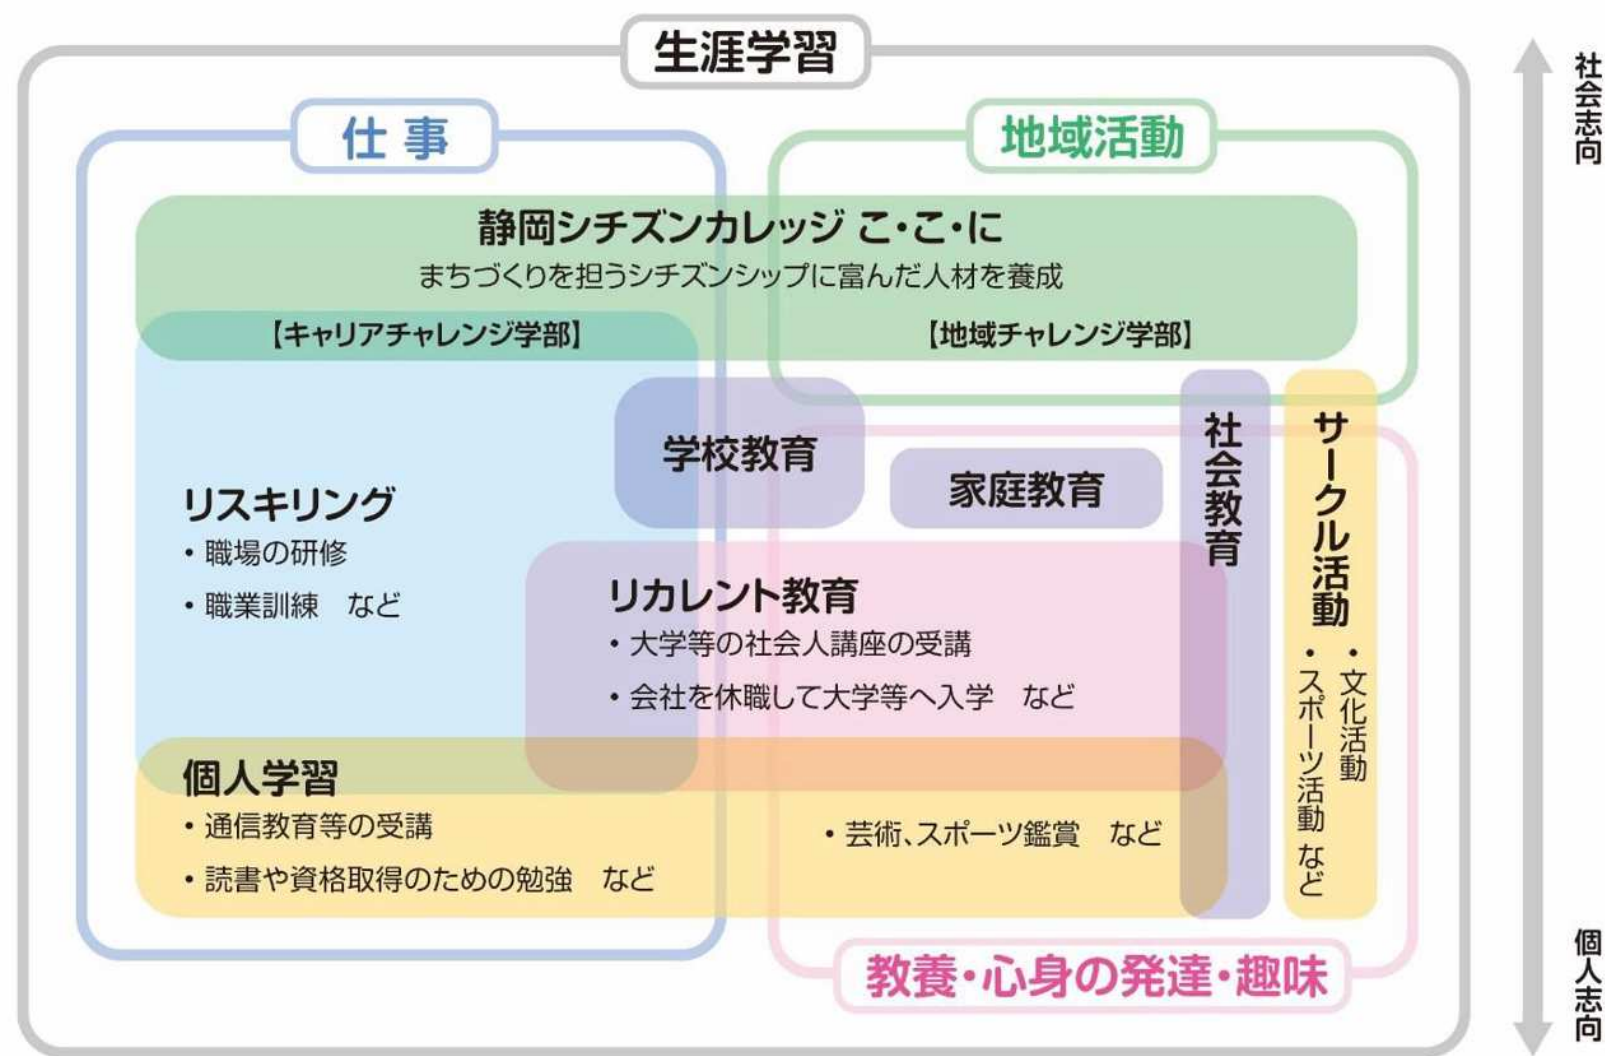 生涯学習
社会志向
仕事
地域活動
静岡シチズンカレッジ こ・こ・に
まちづくりを担うシチズンシップに富んだ人材を養成
【キャリアチャレンジ学部】
【地域チャレンジ学部】
学校教育
家庭教育
社会教育
サークル活動
・文化活動
・スポーツ活動 など
リスキリング
・職場の研修
・職業訓練 など
リカレント教育
・大学等の社会人講座の受講
・会社を休職して大学等へ入学 など
個人学習
・通信教育等の受講
・読書や資格取得のための勉強 など
・芸術、スポーツ鑑賞 など
教養・心身の発達・趣味
個人志向